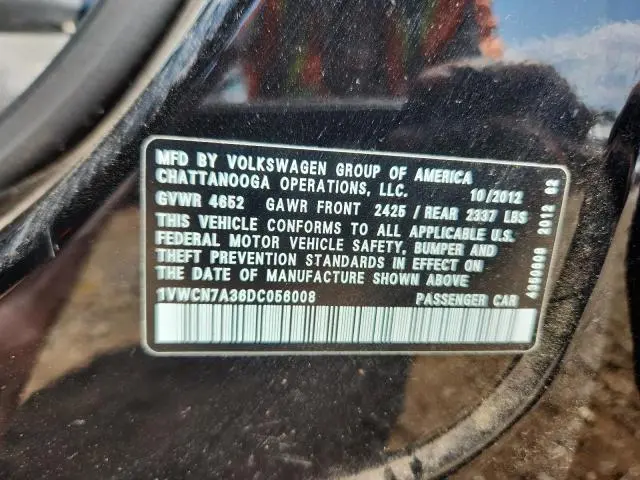 MFD BY VOLKSWAGEN GROUP OF AMERICA
CHATTANOOGA OPERATIONS, LLC. 10/2012
GVWR 4652 GAWR FRONT 2425 / REAR 2337 LBS
THIS VEHICLE CONFORMS TO ALL APPLICABLE U.S.
FEDERAL MOTOR VEHICLE SAFETY, BUMPER AND
THEFT PREVENTION STANDARDS IN EFFECT ON
THE DATE OF MANUFACTURE SHOWN ABOVE
1VWCN7A36DC056008 PASSENGER CAR
2012